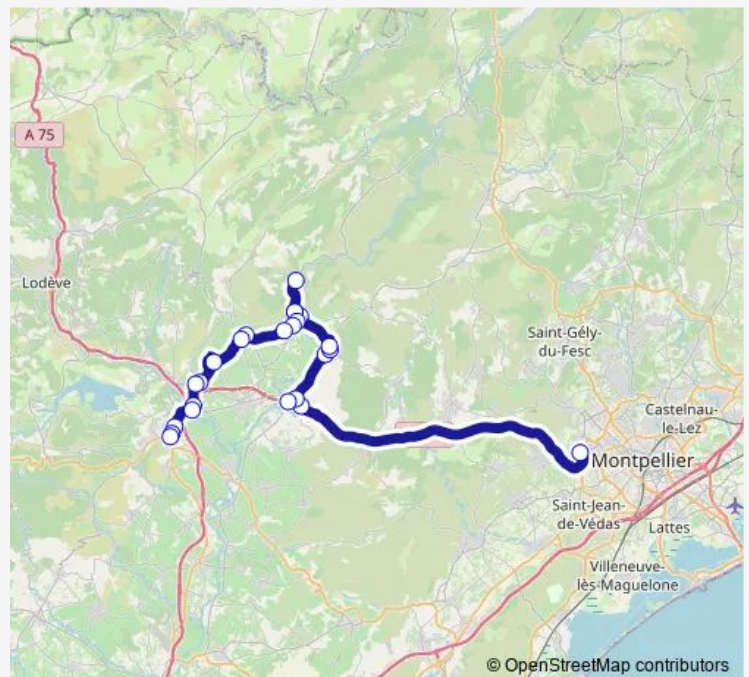 A 75
Lodève
Saint-Gély-
du-Fesc
Castelnau-
le-Lez
Montpellier
Saint-Jean-
de-Védas
Lattes
Villeneuve-
lès-Maguelone
© OpenStreetMap contributors